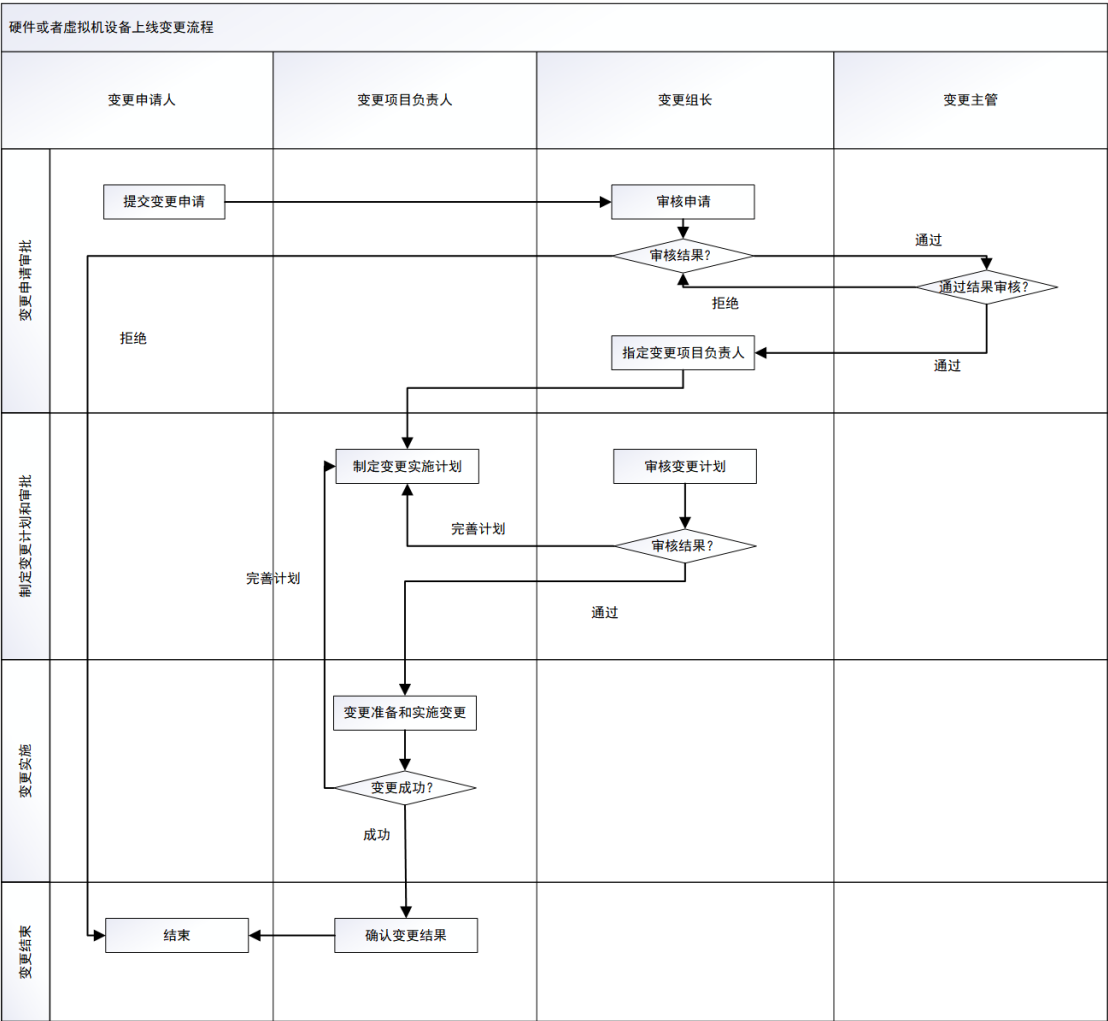 硬件或者虚拟机设备上线变更流程
变更申请人
变更项目负责人
变更组长
变更主管
变更申请审批
提交变更申请
审核申请
审核结果？
通过
通过结果审核？
拒绝
拒绝
指定变更项目负责人
通过
制定变更计划和审批
制定变更实施计划
审核变更计划
完善计划
审核结果？
完善计划
通过
变更实施
变更准备和实施变更
变更成功？
成功
变更结束
结束
确认变更结果